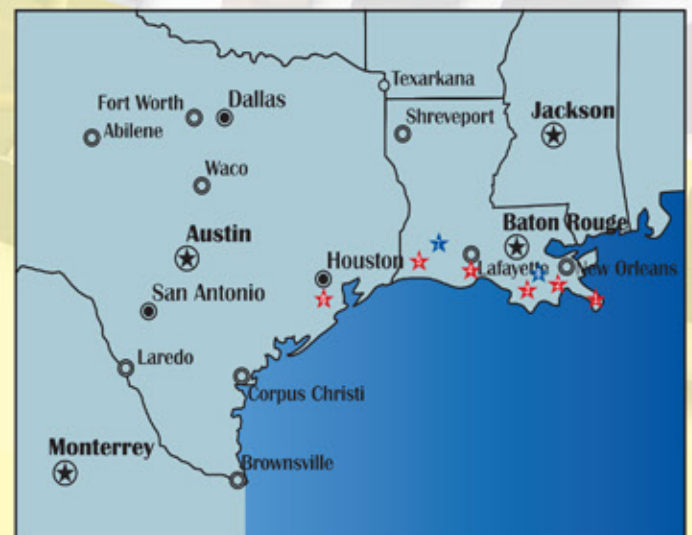 Texarkana
Fort Worth
Dallas
Jackson
Abilene
Shreveport
Waco
Austin
Baton Rouge
Houston
Lafayette
New Orleans
San Antonio
Laredo
Corpus Christi
Monterrey
Brownsville